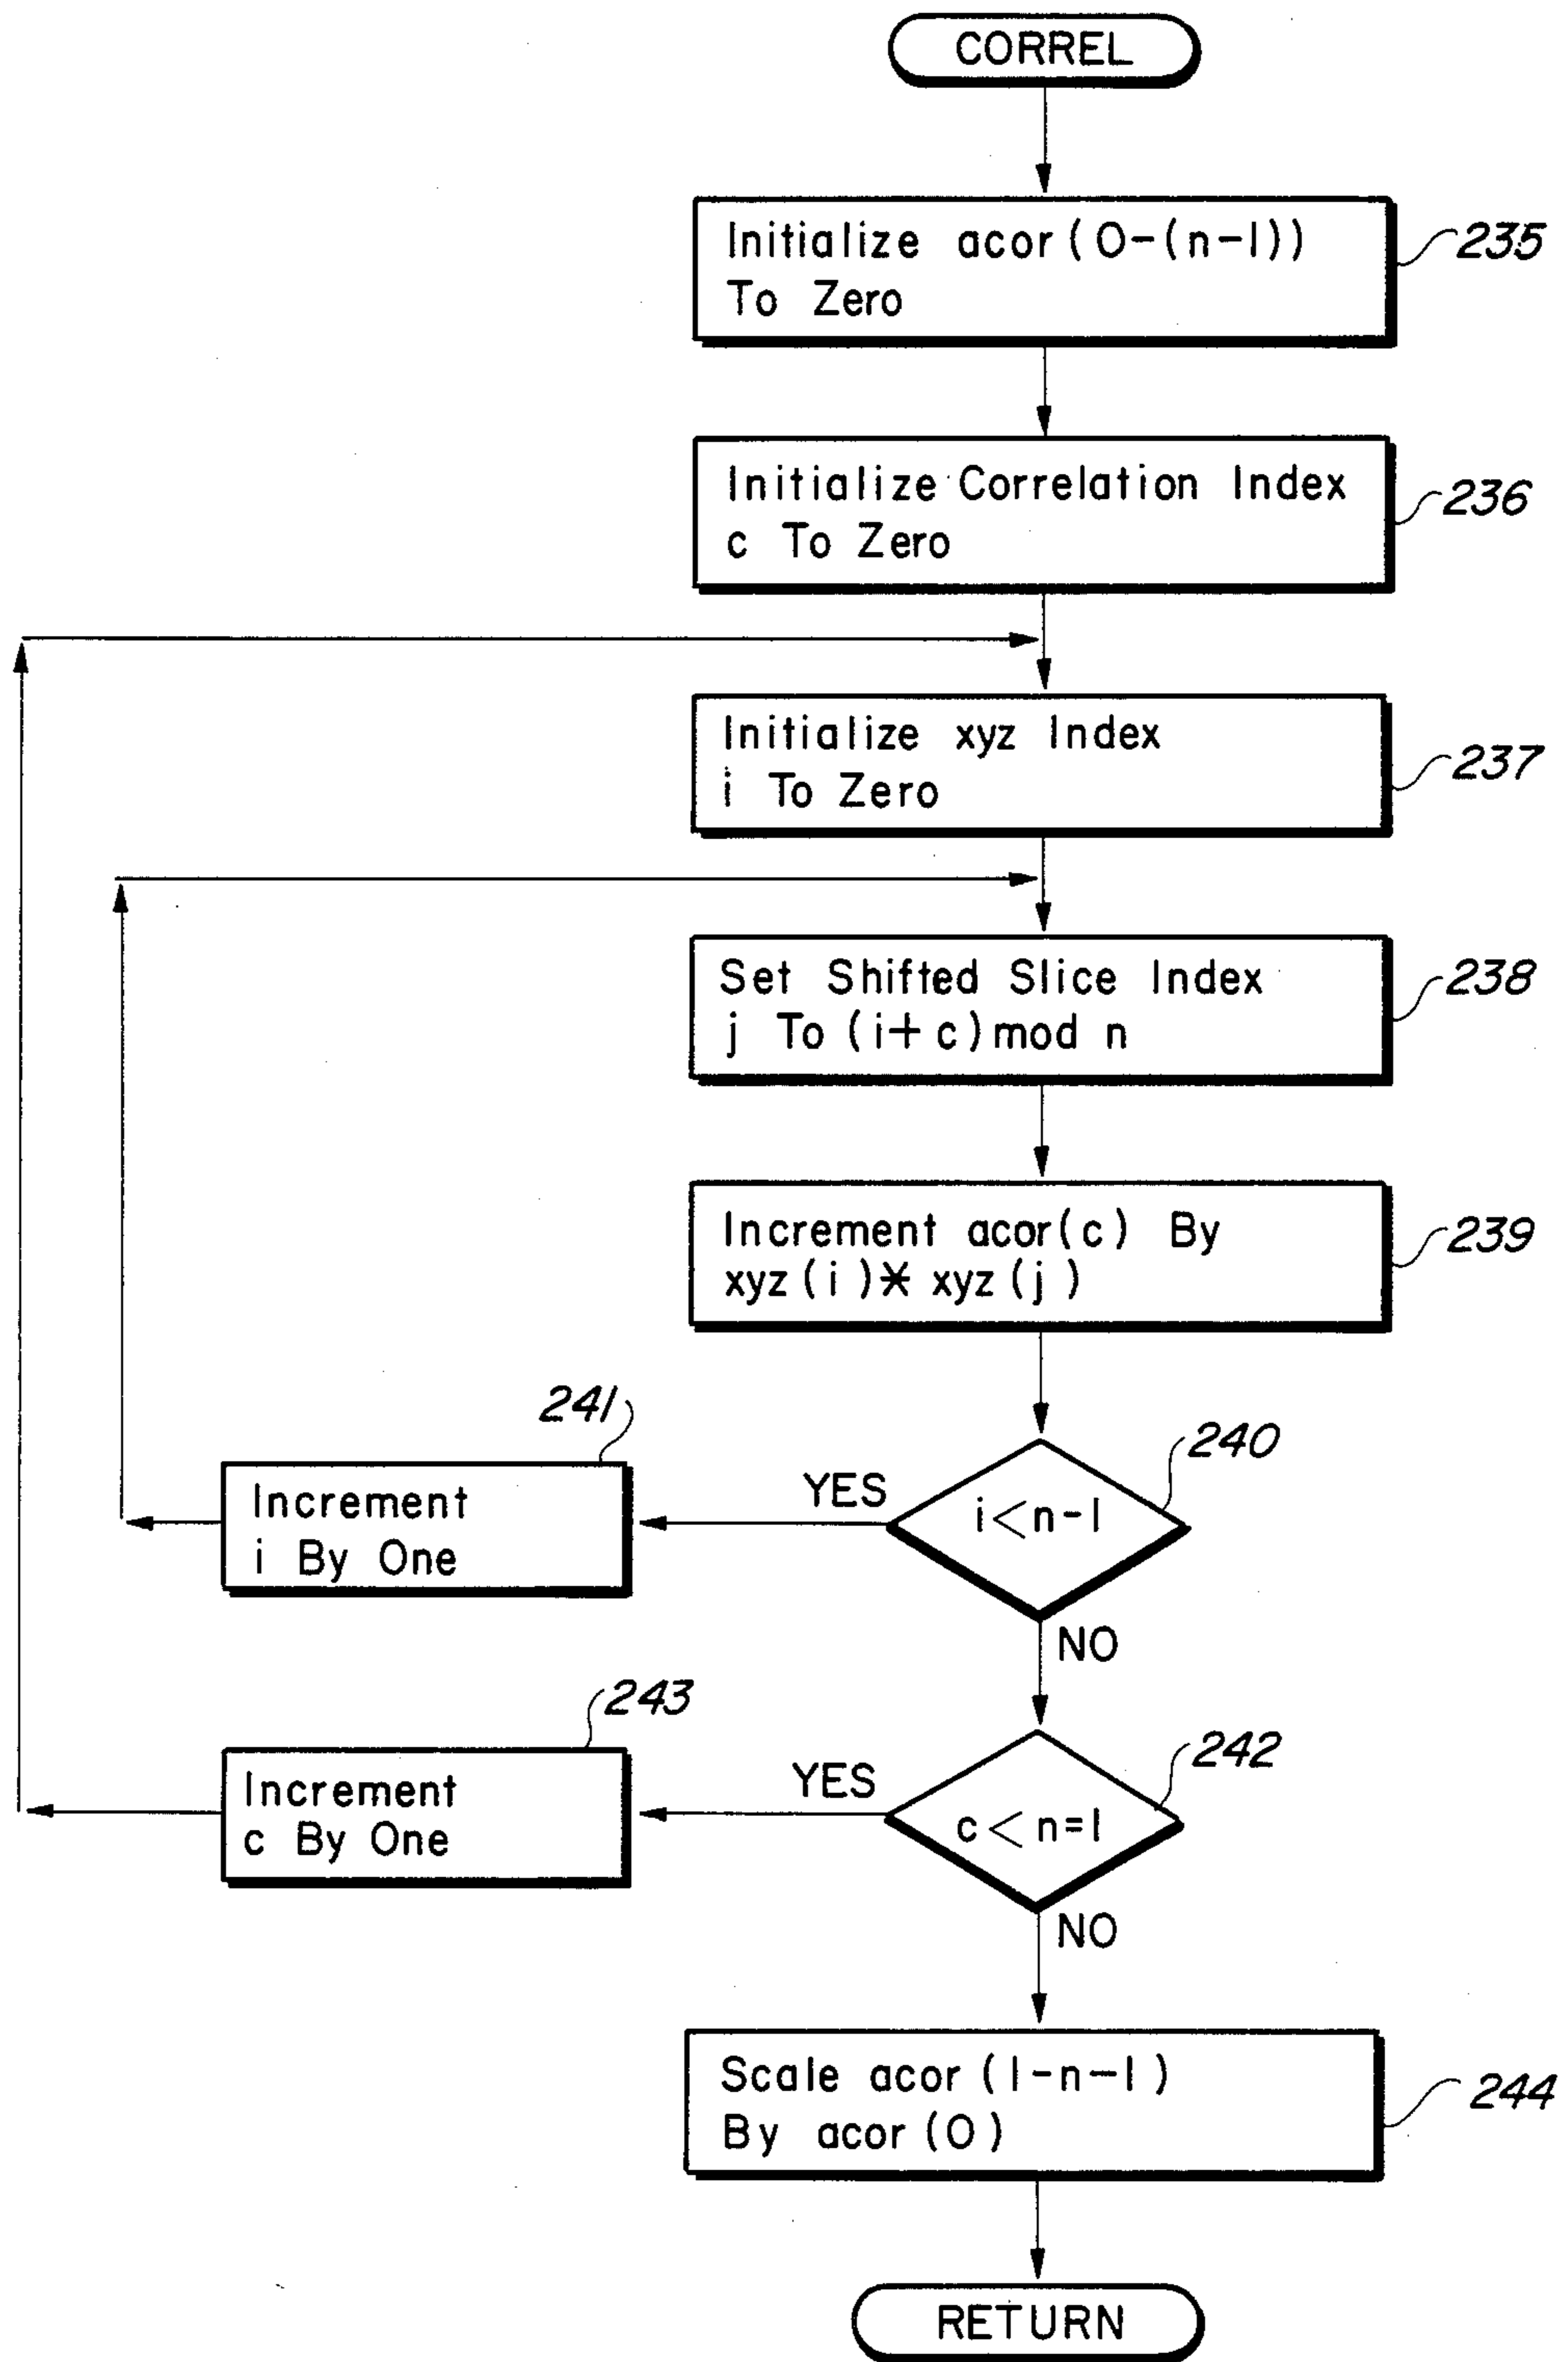 CORREL
Initialize acor(0-(n-1))
To Zero
235
Initialize Correlation Index
c To Zero
236
Initialize xyz Index
i To Zero
237
Set Shifted Slice Index
j To (i+c)mod n
238
Increment acor(c) By
xyz(i)* xyz(j)
239
240
i<n-1
YES
NO
241
Increment
i By One
242
c<n=1
YES
NO
243
Increment
c By One
Scale acor(1-n-1)
By acor(0)
244
RETURN